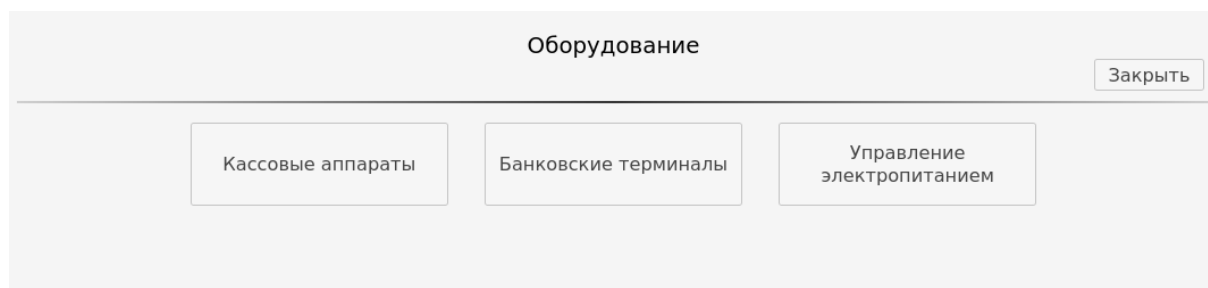 Оборудование
Закрыть
Кассовые аппараты
Банковские терминалы
Управление
электропитанием